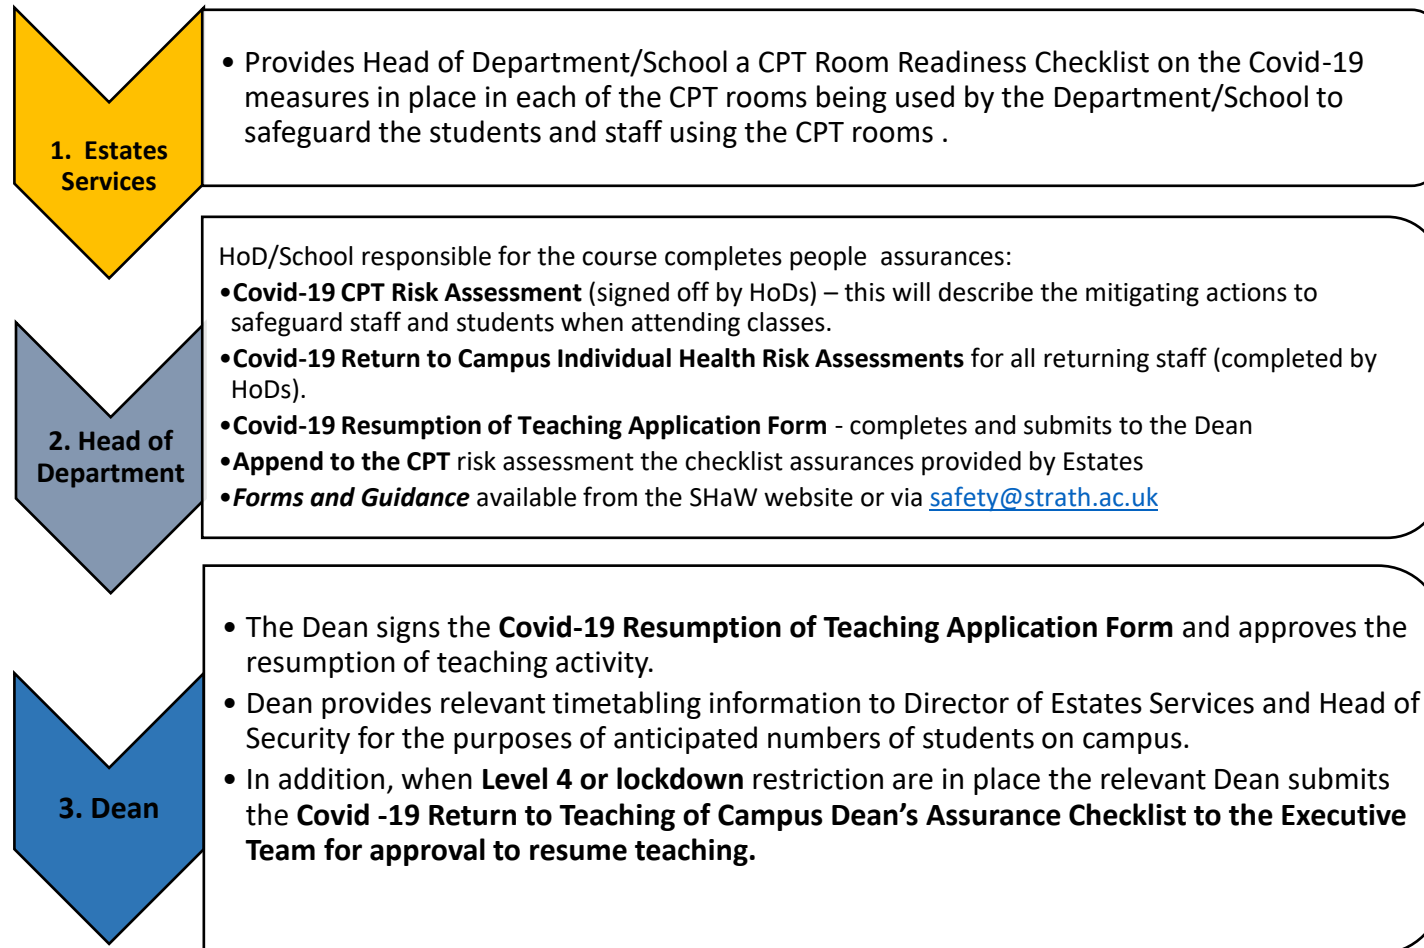 1. Estates
Services
• Provides Head of Department/School a CPT Room Readiness Checklist on the Covid-19
measures in place in each of the CPT rooms being used by the Department/School to
safeguard the students and staff using the CPT rooms .
2. Head of
Department
HoD/School responsible for the course completes people  assurances:
•Covid-19 CPT Risk Assessment (signed off by HoDs) – this will describe the mitigating actions to
safeguard staff and students when attending classes.
•Covid-19 Return to Campus Individual Health Risk Assessments for all returning staff (completed by
HoDs).
•Covid-19 Resumption of Teaching Application Form - completes and submits to the Dean
•Append to the CPT risk assessment the checklist assurances provided by Estates
•Forms and Guidance available from the SHaW website or via safety@strath.ac.uk
3. Dean
• The Dean signs the Covid-19 Resumption of Teaching Application Form and approves the
resumption of teaching activity.
• Dean provides relevant timetabling information to Director of Estates Services and Head of
Security for the purposes of anticipated numbers of students on campus.
• In addition, when Level 4 or lockdown restriction are in place the relevant Dean submits
the Covid -19 Return to Teaching of Campus Dean’s Assurance Checklist to the Executive
Team for approval to resume teaching.